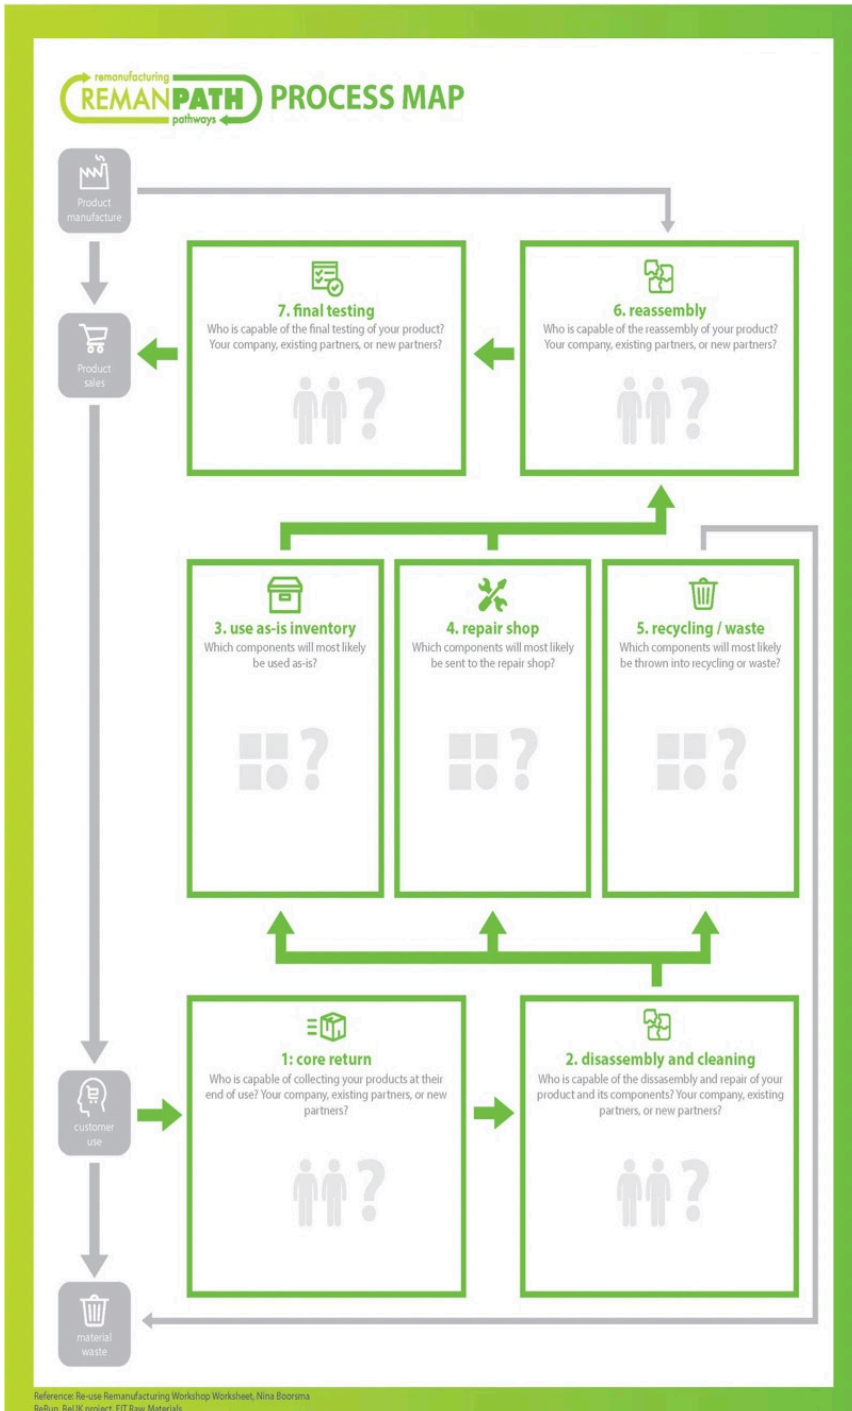 remanufacturing
REMANPATH
pathways
PROCESS MAP
Product
manufacture
7. final testing
Who is capable of the final testing of your product?
Your company, existing partners, or new partners?
6. reassembly
Who is capable of the reassembly of your product?
Your company, existing partners, or new partners?
Product
sales
3. use as-is inventory
Which components will most likely
be used as-is?
4. repair shop
Which components will most likely
be sent to the repair shop?
5. recycling / waste
Which components will most likely
be thrown into recycling or waste?
?
?
?
?
?
1: core return
Who is capable of collecting your products at their
end of use? Your company, existing partners, or new
partners?
2. disassembly and cleaning
Who is capable of the dissasembly and repair of your
product and its components? Your company, existing
partners, or new partners?
customer
use
?
?
material
waste
Reference: Re-use Remanufacturing Workshop Worksheet, Nina Boorsma
ReRun, ReUK project, EIT Raw Materials